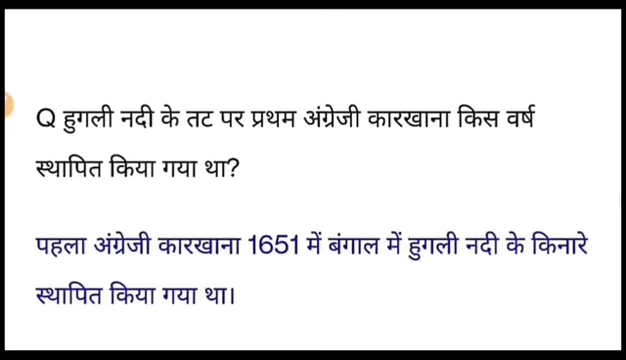 Q हुगली नदी के तट पर प्रथम अंग्रेजी कारखाना किस वर्ष
स्थापित किया गया था?
पहला अंग्रेजी कारखाना 1651 में बंगाल में हुगली नदी के किनारे
स्थापित किया गया था।